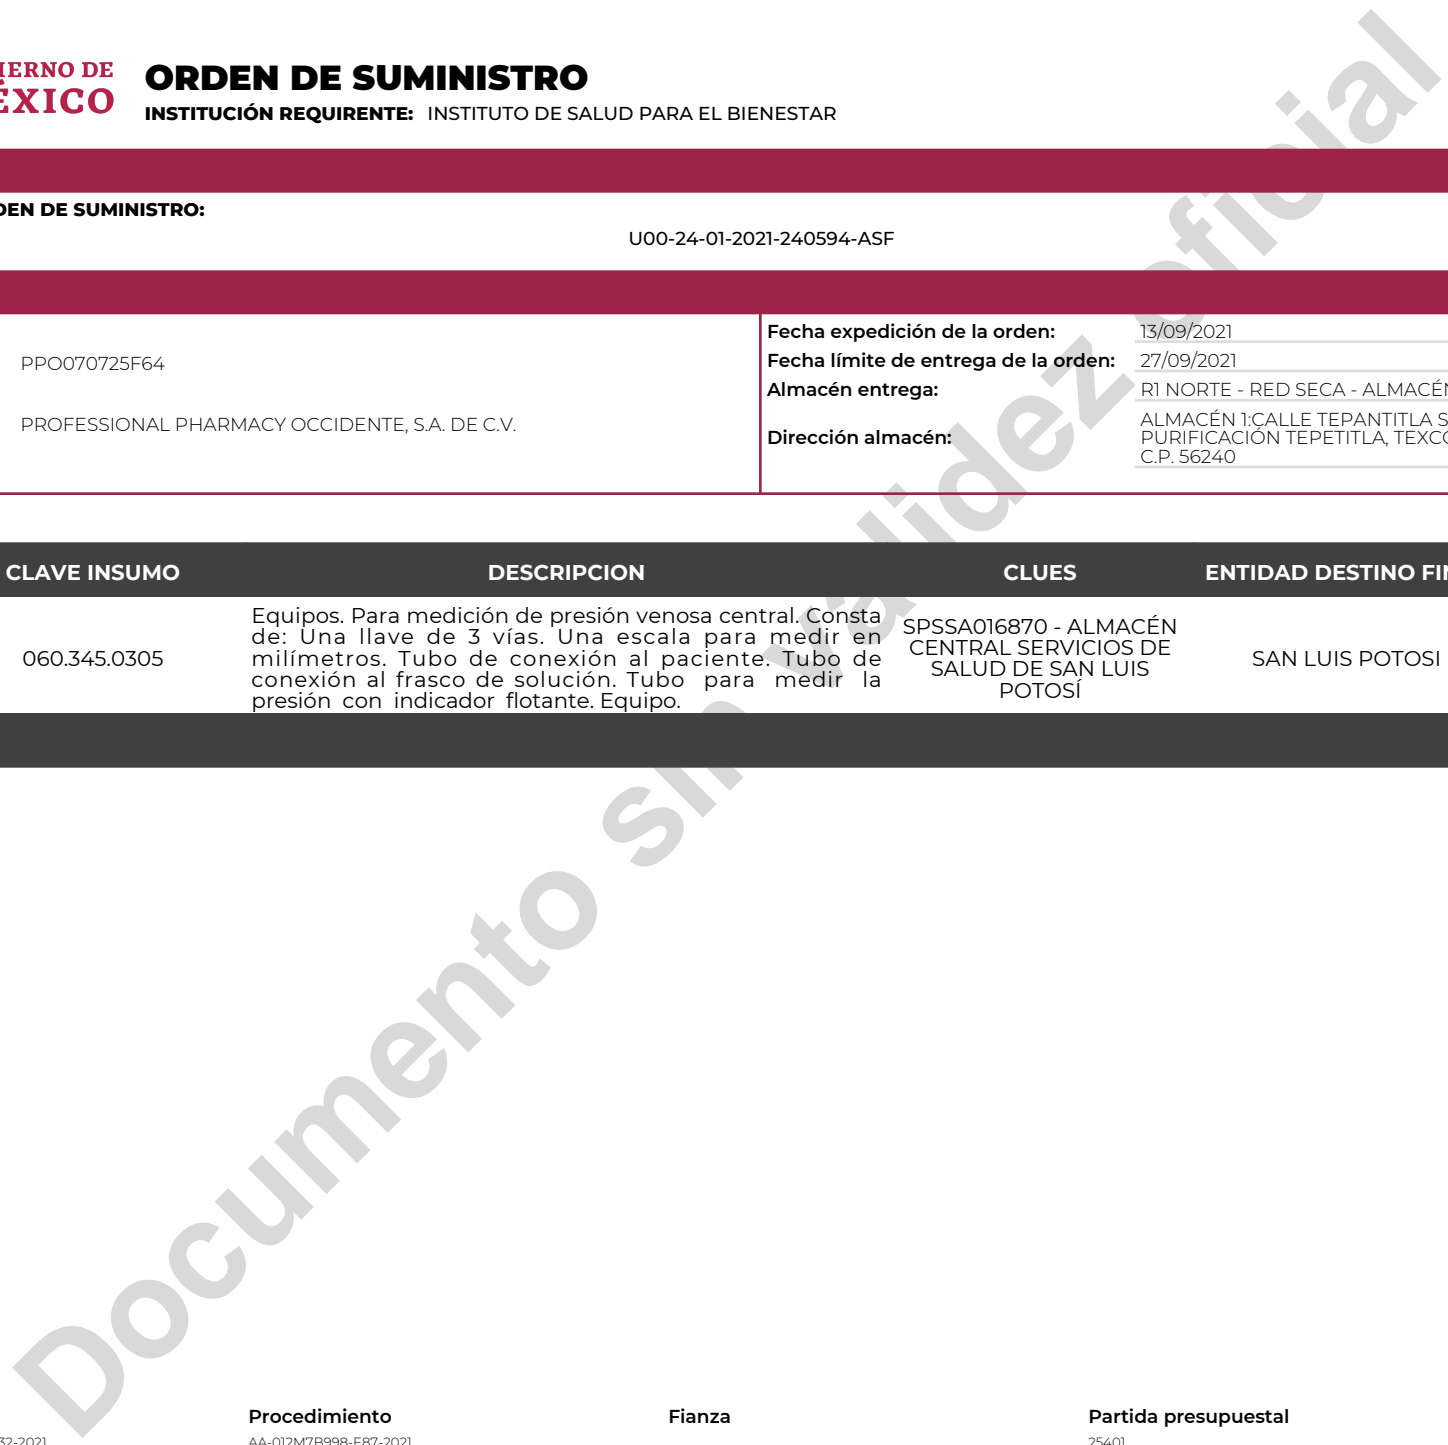 ORDEN DE SUMINISTRO
INSTITUCIÓN REQUIRENTE: INSTITUTO DE SALUD PARA EL BIENESTAR
DE SUMINISTRO:
U00-24-01-2021-240594-ASF
PPO070725F64
PROFESSIONAL PHARMACY OCCIDENTE, S.A. DE C.V.
Fecha expedición de la orden: 13/09/2021
Fecha límite de entrega de la orden: 27/09/2021
Almacén entrega: R1 NORTE - RED SECA - ALMACÉN
Dirección almacén:
ALMACÉN 1:CALLE TEPANTITLA
PURIFICACIÓN TEPETITLA,
C.P. 56240
CLAVE INSUMO DESCRIPCION CLUES ENTIDAD DESTINO
060.345.0305
Equipos. Para medición de presión venosa central. Consta
de: Una llave de 3 vías. Una escala para medir en
milímetros. Tubo de conexión al paciente. Tubo de
conexión al frasco de solución. Tubo para medir la
presión con indicador flotante. Equipo.
SPSSA016870 - ALMACÉN
CENTRAL SERVICIOS DE
SALUD DE SAN LUIS
POTOSÍ
SAN LUIS POTOSI
Documento sin validez oficial
Procedimiento Fianza Partida presupuestal
AA-012M7B998-E87-2021
25401